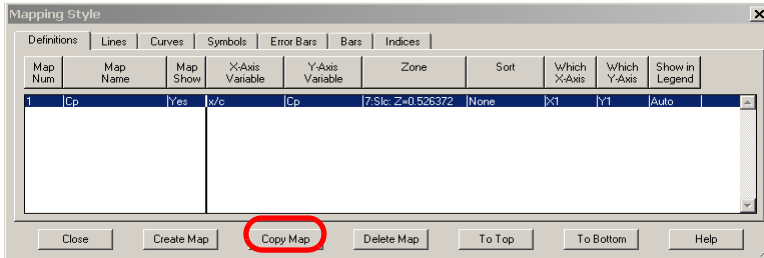 Mapping Style
Definitions Lines Curves Symbols Error Bars Bars Indices
Map Num Map Name Map Show X-Axis Variable Y-Axis Variable Zone Sort Which X-Axis Which Y-Axis Show in Legend
1 Cp Yes x/c Cp 7:Slc: Z=0.526372 None X1 Y1 Auto
Close Create Map Copy Map Delete Map To Top To Bottom Help